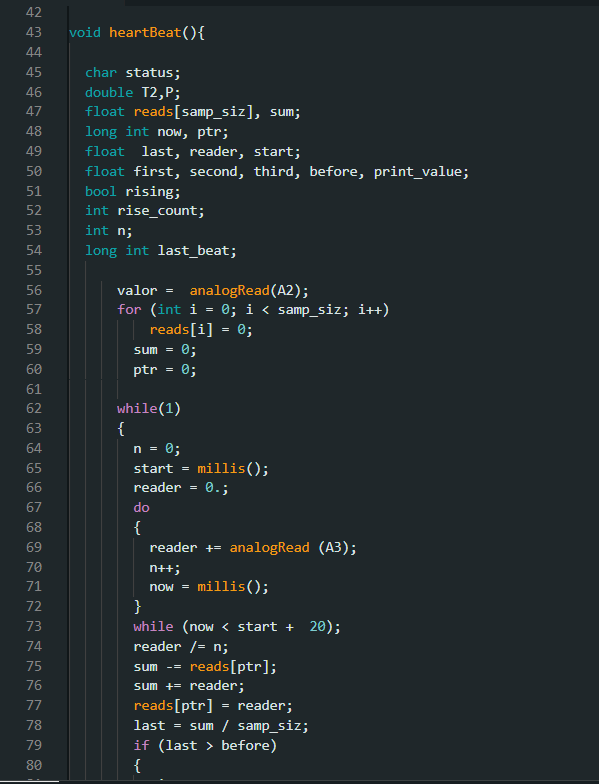 42
43 void heartBeat(){
44
45 char status;
46 double T2,P;
47 float reads[samp_siz], sum;
48 long int now, ptr;
49 float  last, reader, start;
50 float first, second, third, before, print_value;
51 bool rising;
52 int rise_count;
53 int n;
54 long int last_beat;
55
56 valor =  analogRead(A2);
57 for (int i = 0; i < samp_siz; i++)
58 reads[i] = 0;
59 sum = 0;
60 ptr = 0;
61
62 while(1)
63 {
64 n = 0;
65 start = millis();
66 reader = 0.;
67 do
68 {
69 reader += analogRead (A3);
70 n++;
71 now = millis();
72 }
73 while (now < start +  20);
74 reader /= n;
75 sum -= reads[ptr];
76 sum += reader;
77 reads[ptr] = reader;
78 last = sum / samp_siz;
79 if (last > before)
80 {